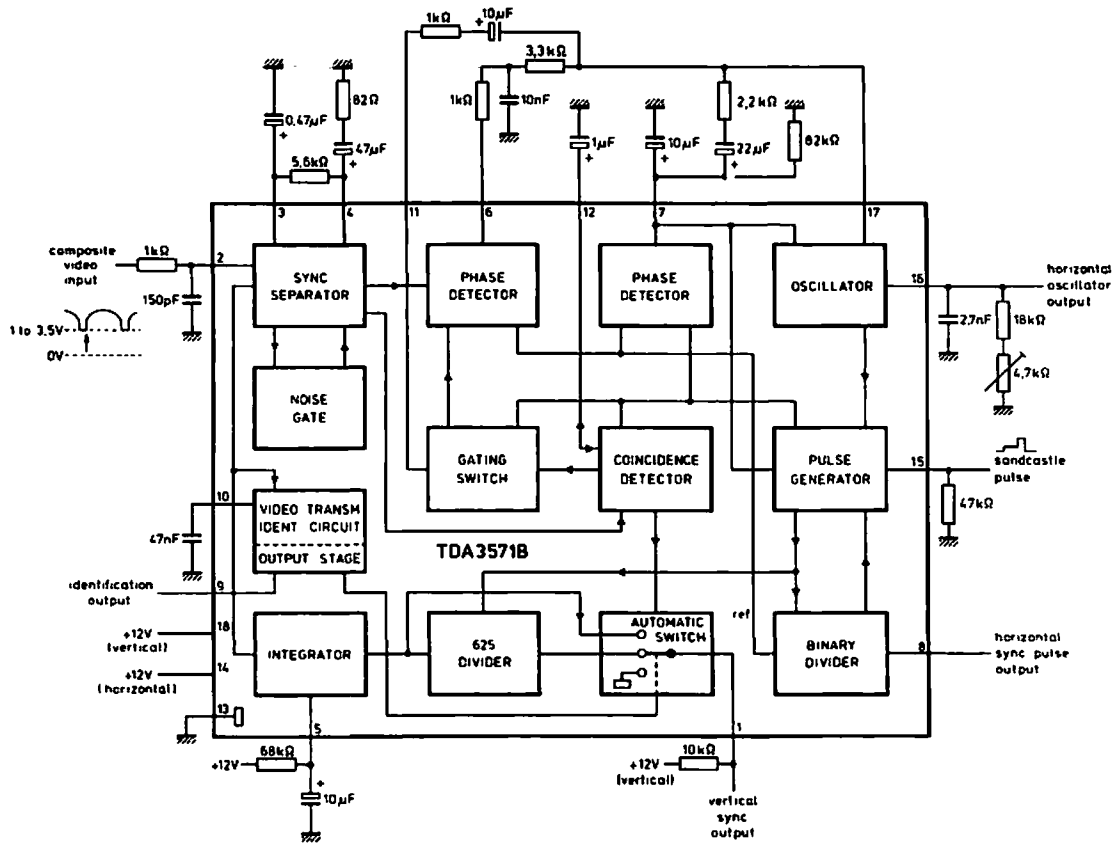 1kΩ
10µF
+
3,3kΩ
82Ω
1kΩ
10nF
2,2kΩ
0,47µF
+
47µF
+
1µF
+
10µF
+
22µF
+
82kΩ
5,6kΩ
3
4
11
6
12
7
17
composite
video
input
1kΩ
2
150pF
1 to 3,5V
0V
SYNC
SEPARATOR
PHASE
DETECTOR
PHASE
DETECTOR
OSCILLATOR
16
horizontal
oscillator
output
2,7nF
18kΩ
4,7kΩ
NOISE
GATE
GATING
SWITCH
COINCIDENCE
DETECTOR
PULSE
GENERATOR
15
sandcastle
pulse
47kΩ
10
47nF
VIDEO TRANSM
IDENT CIRCUIT
OUTPUT STAGE
TDA3571B
identification
output
9
ref
18
+12V
(vertical)
14
+12V
(horizontal)
13
INTEGRATOR
625
DIVIDER
AUTOMATIC
SWITCH
BINARY
DIVIDER
8
horizontal
sync pulse
output
5
1
+12V
68kΩ
+
10µF
+12V
(vertical)
10kΩ
vertical
sync
output